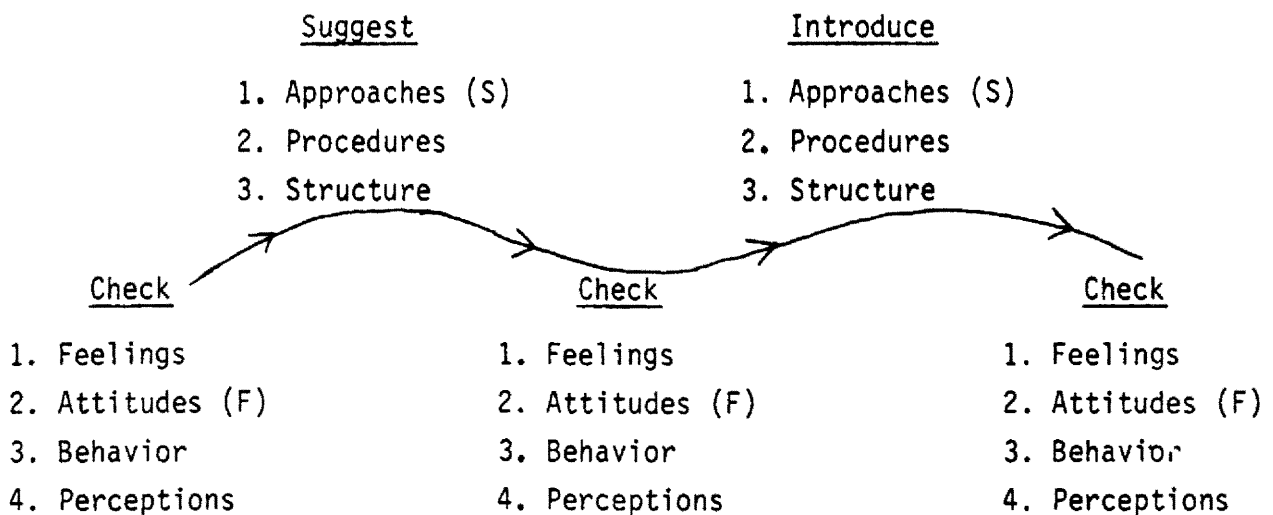 Suggest
1. Approaches (S)
2. Procedures
3. Structure
Introduce
1. Approaches (S)
2. Procedures
3. Structure
Check
1. Feelings
2. Attitudes (F)
3. Behavior
4. Perceptions
Check
1. Feelings
2. Attitudes (F)
3. Behavior
4. Perceptions
Check
1. Feelings
2. Attitudes (F)
3. Behavior
4. Perceptions